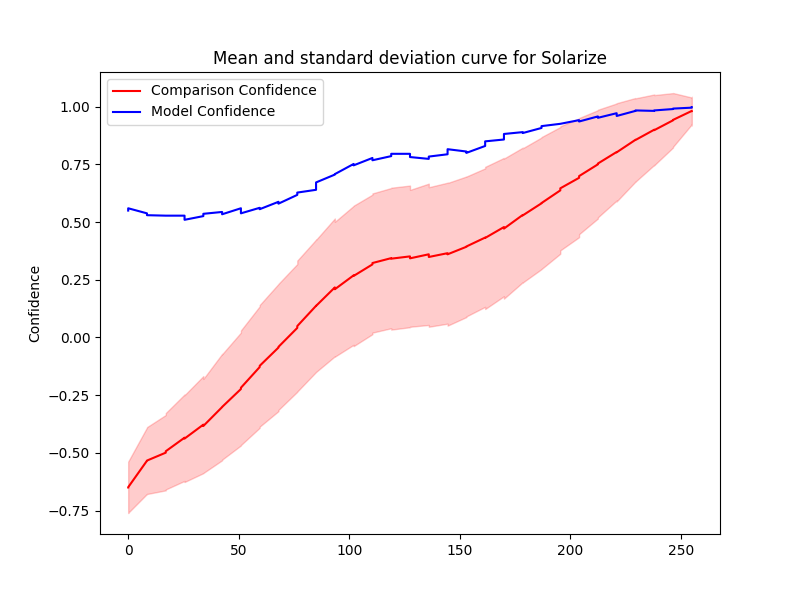 Mean and standard deviation curve for Solarize
Comparison Confidence
Model Confidence
1.00
0.75
0.50
0.25
0.00
−0.25
−0.50
−0.75
Confidence
0 50 100 150 200 250